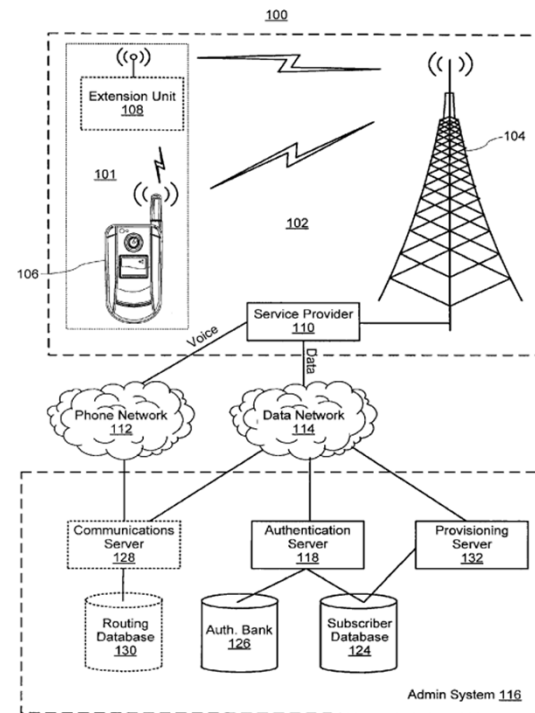 100
Extension Unit
108
104
101
102
106
Service Provider
110
Voice
Data
Phone Network
112
Data Network
114
Communications
Server
128
Authentication
Server
118
Provisioning
Server
132
Routing
Database
130
Auth. Bank
126
Subscriber
Database
124
Admin System 116